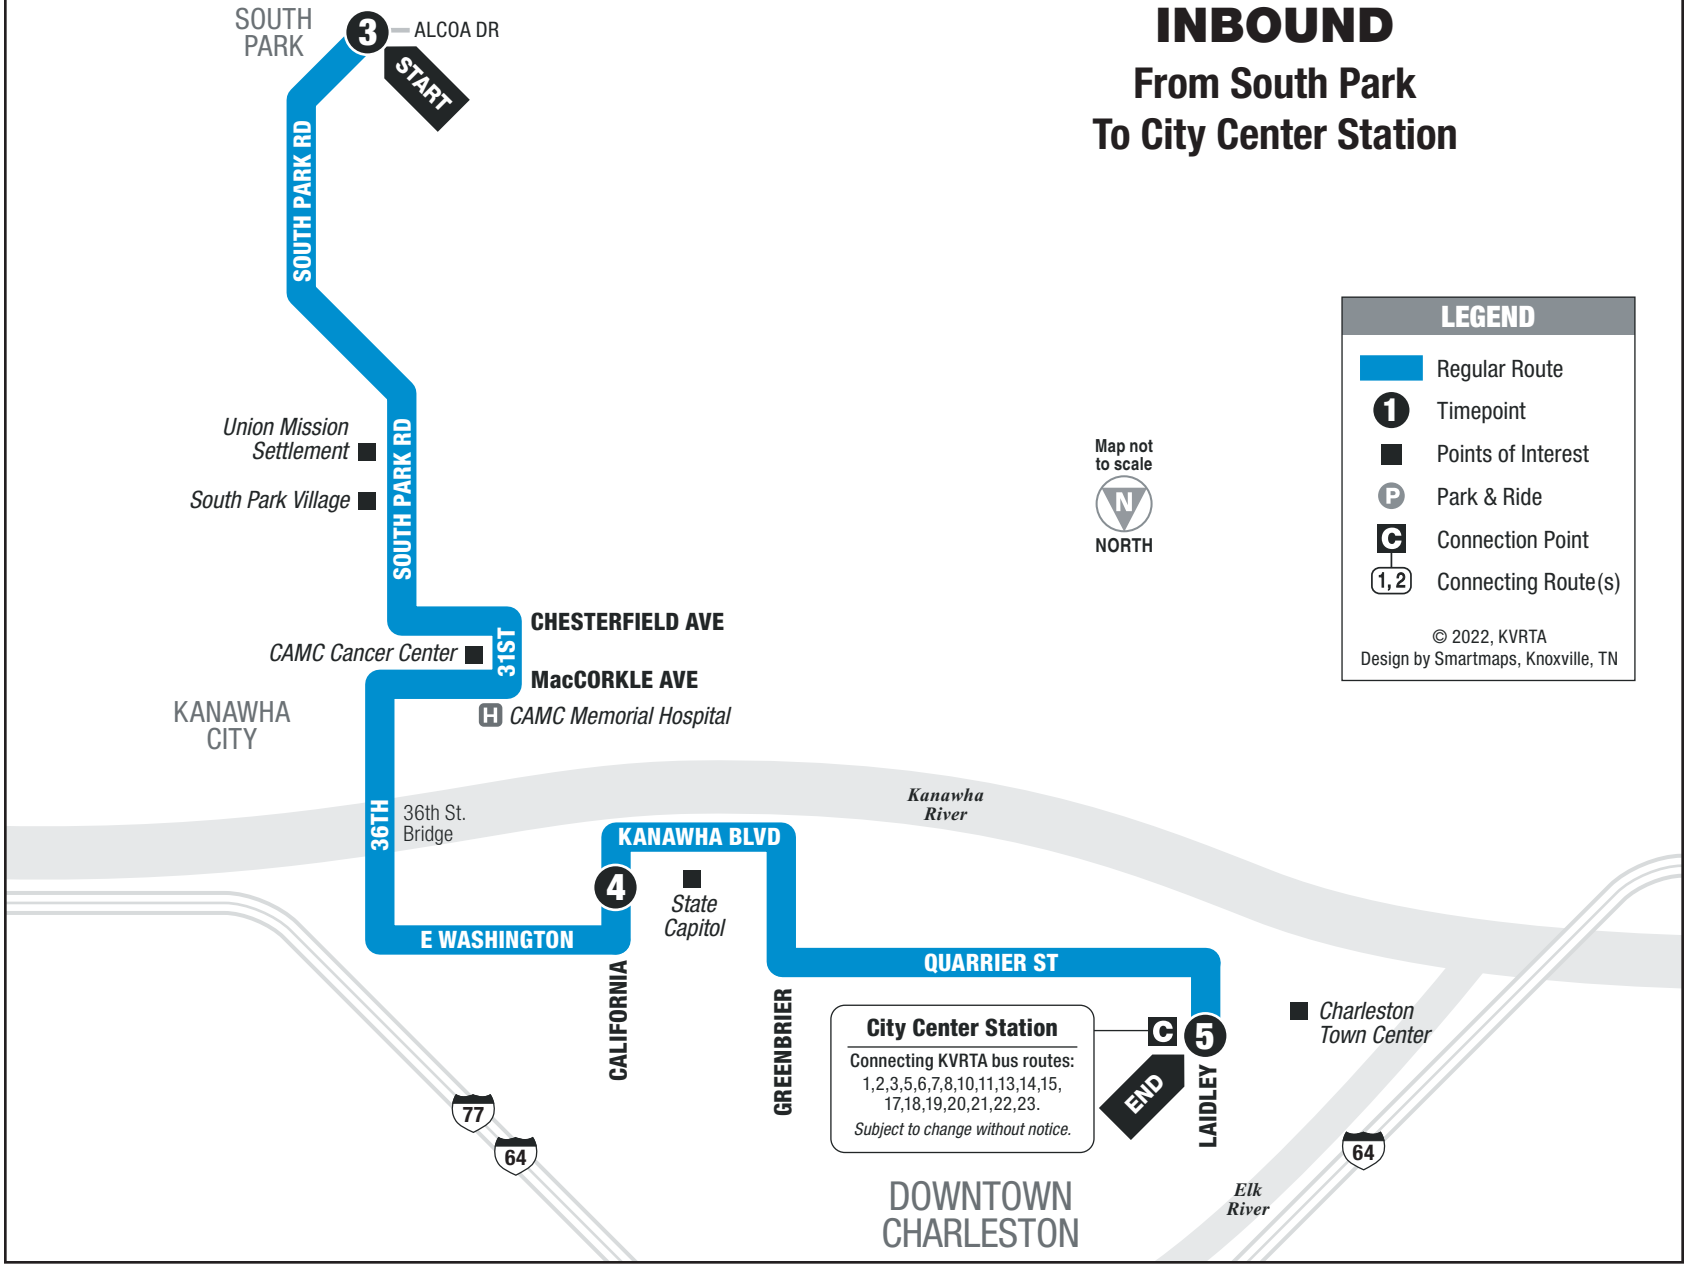 INBOUND
From South Park
To City Center Station
SOUTH
PARK
3
ALCOA DR
START
SOUTH PARK RD
Union Mission
Settlement
South Park Village
SOUTH PARK RD
CHESTERFIELD AVE
31ST
CAMC Cancer Center
MacCORKLE AVE
H CAMC Memorial Hospital
KANAWHA
CITY
36TH
36th St.
Bridge
Kanawha
River
KANAWHA BLVD
4
State
Capitol
E WASHINGTON
CALIFORNIA
GREENBRIER
QUARRIER ST
City Center Station
Connecting KVRTA bus routes:
1,2,3,5,6,7,8,10,11,13,14,15,
17,18,19,20,21,22,23.
Subject to change without notice.
C
5
END
LAIDLEY
Charleston
Town Center
77
64
64
Elk
River
DOWNTOWN
CHARLESTON
Map not
to scale
N
NORTH
LEGEND
Regular Route
1 Timepoint
Points of Interest
P Park & Ride
C Connection Point
1,2 Connecting Route(s)
© 2022, KVRTA
Design by Smartmaps, Knoxville, TN